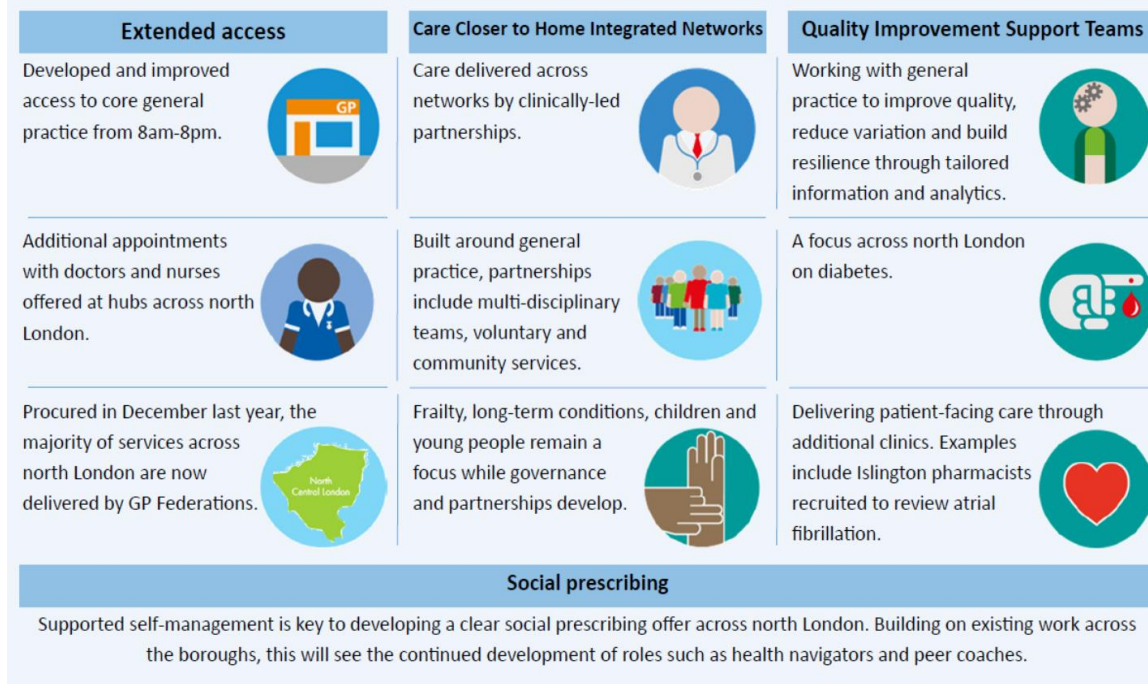 Extended access
Developed and improved
access to core general
practice from 8am-8pm.
GP
Additional appointments
with doctors and nurses
offered at hubs across north
London.
Procured in December last year, the
majority of services across
north London are now
delivered by GP Federations.
North
Central London
Care Closer to Home Integrated Networks
Care delivered across
networks by clinically-led
partnerships.
Built around general
practice, partnerships
include multi-disciplinary
teams, voluntary and
community services.
Frailty, long-term conditions, children and
young people remain a
focus while governance
and partnerships develop.
Quality Improvement Support Teams
Working with general
practice to improve quality,
reduce variation and build
resilience through tailored
information and analytics.
A focus across north London
on diabetes.
Delivering patient-facing care through
additional clinics. Examples
include Islington pharmacists
recruited to review atrial
fibrillation.
Social prescribing
Supported self-management is key to developing a clear social prescribing offer across north London. Building on existing work across
the boroughs, this will see the continued development of roles such as health navigators and peer coaches.